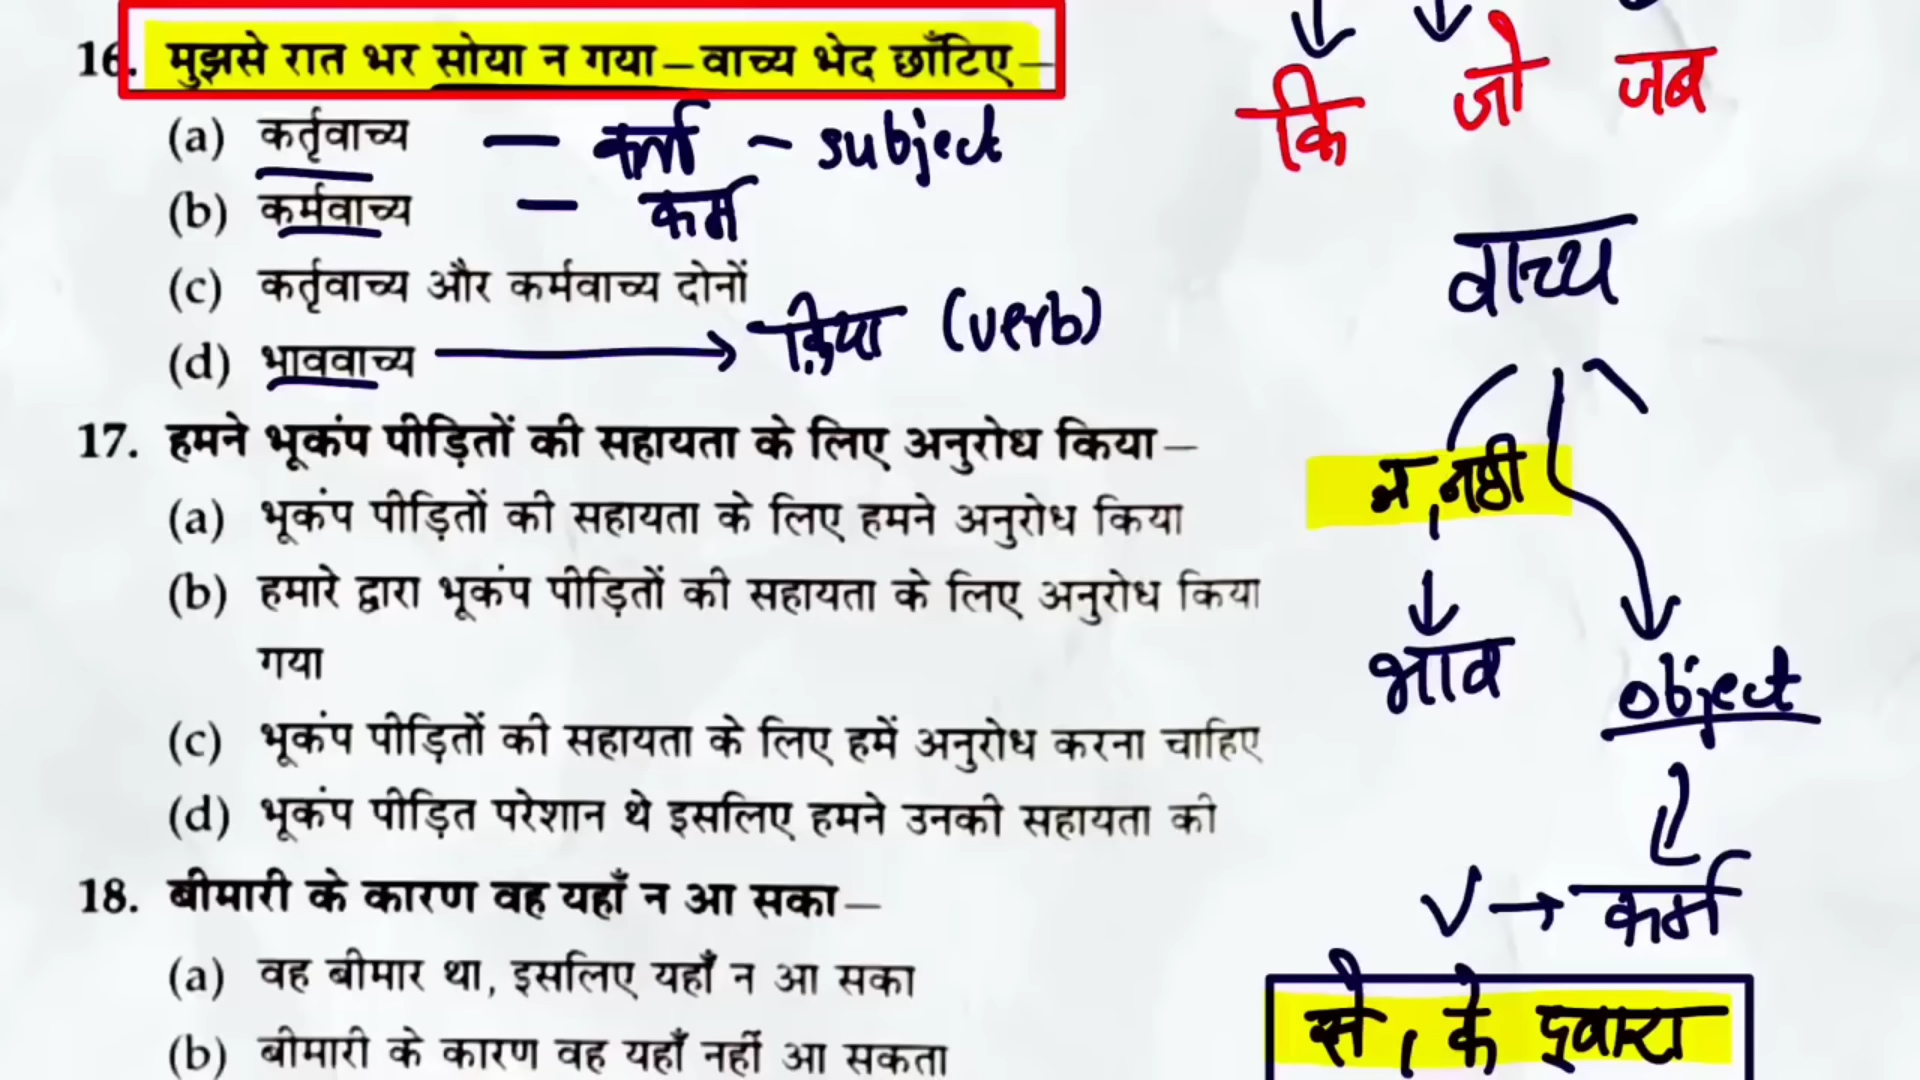 16. मुझसे रात भर सोया न गया – वाच्य भेद छाँटिए –
(a) कर्तृवाच्य – कर्ता ~ subject
(b) कर्मवाच्य – कर्म
(c) कर्तृवाच्य और कर्मवाच्य दोनों
(d) भाववाच्य → क्रिया (verb)
17. हमने भूकंप पीड़ितों की सहायता के लिए अनुरोध किया –
(a) भूकंप पीड़ितों की सहायता के लिए हमने अनुरोध किया
(b) हमारे द्वारा भूकंप पीड़ितों की सहायता के लिए अनुरोध किया
गया
(c) भूकंप पीड़ितों की सहायता के लिए हमें अनुरोध करना चाहिए
(d) भूकंप पीड़ित परेशान थे इसलिए हमने उनकी सहायता की
18. बीमारी के कारण वह यहाँ न आ सका –
(a) वह बीमार था, इसलिए यहाँ न आ सका
(b) बीमारी के कारण वह यहाँ नहीं आ सकता
कि जो जब
वाच्य
न, नही
भाव
object
✓ → कर्म
से, के द्वारा